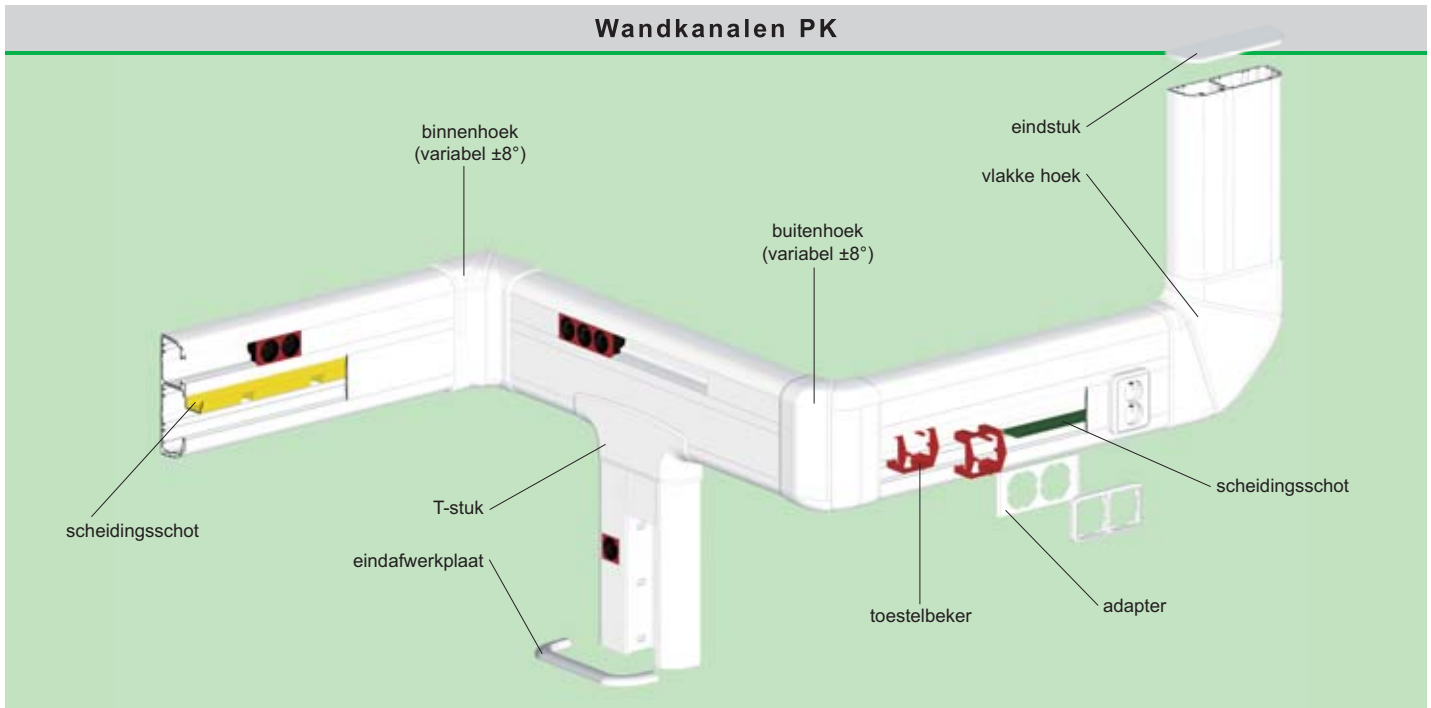 Wandkanalen PK
eindstuk
binnenhoek
(variabel ±8°)
vlakke hoek
buitenhoek
(variabel ±8°)
scheidingsschot
T-stuk
scheidingsschot
eindafwerkplaat
adapter
toestelbeker